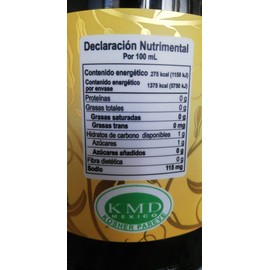 Declaración Nutrimental
Por 100 mL
Contenido energético 275 kcal (1150 kJ)
Contenido energético 1375 kcal (5750 kJ)
por envase
Proteínas 0 g
Grasas totales 0 g
Grasas saturadas 0 g
Grasas trans 0 mg
Hidratos de carbono disponibles 1 g
Azúcares 1 g
Azúcares añadidos 0 g
Fibra dietética 0 g
Sodio 115 mg
KMD
MEXICO
KOSHER PAREVE